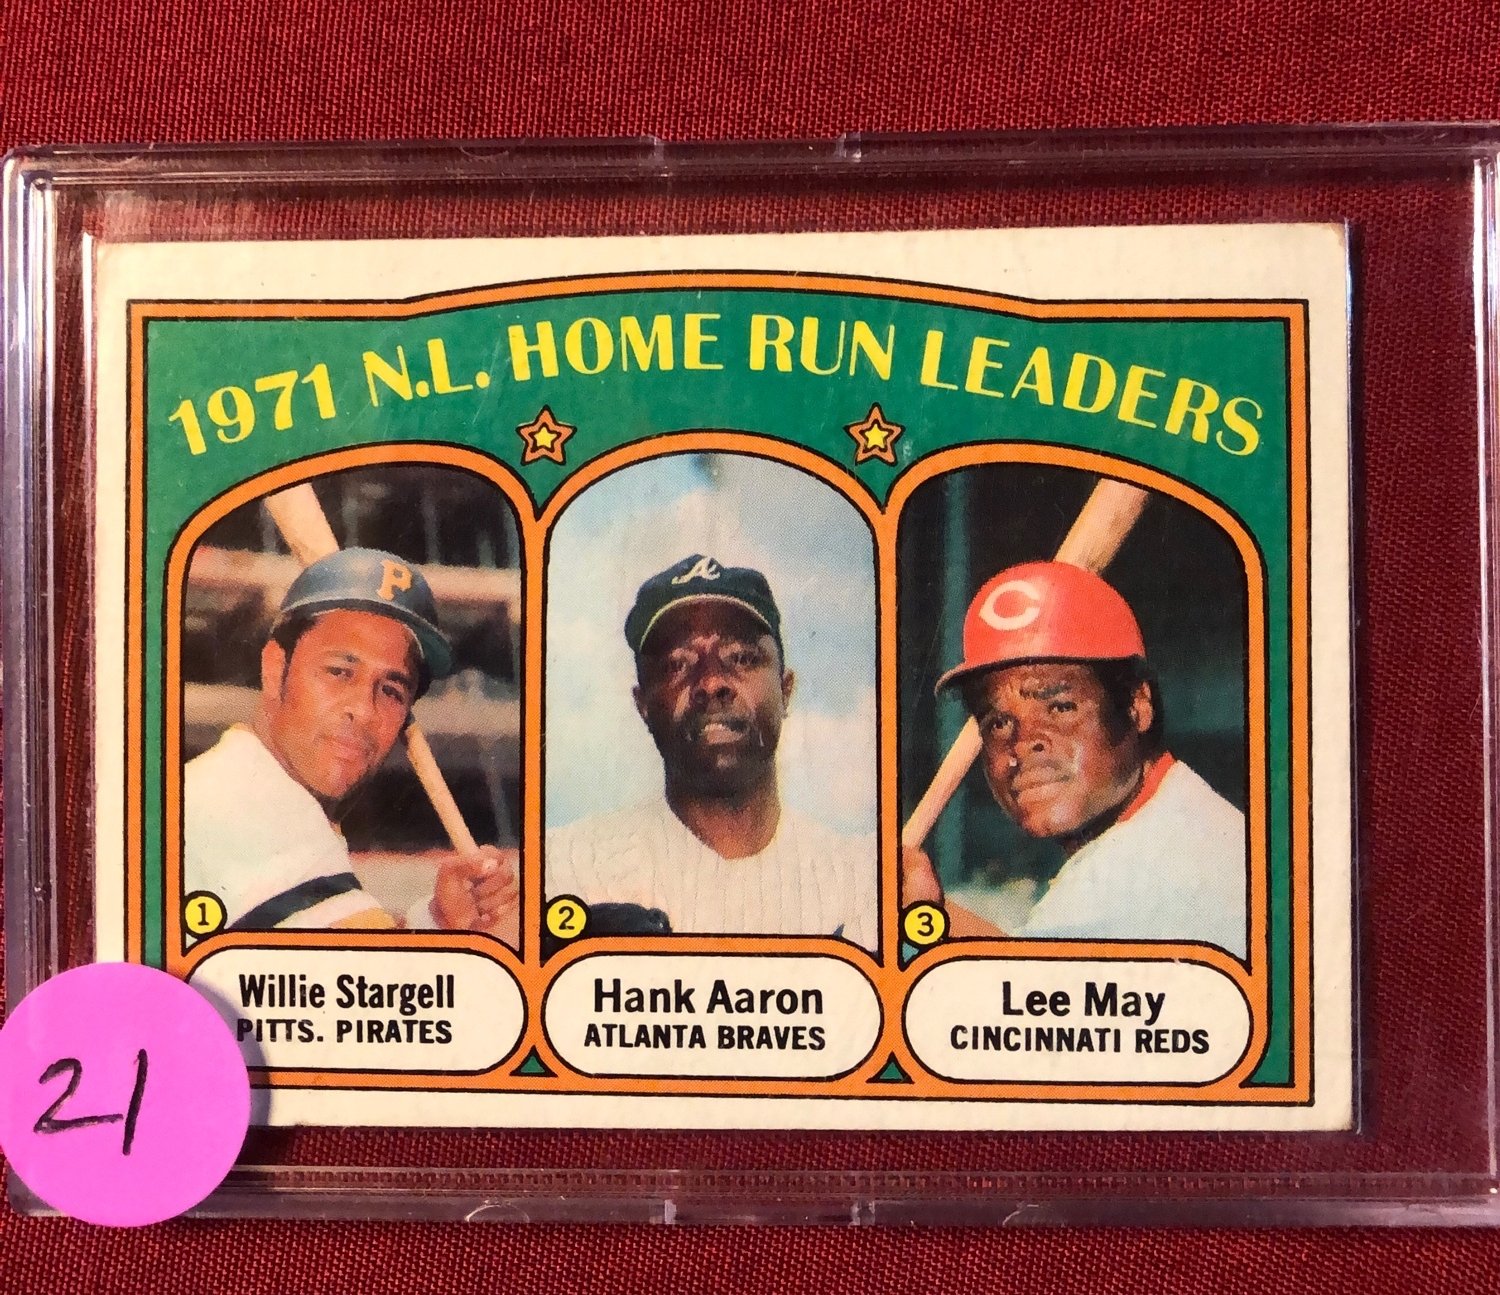 1971 N.L. HOME RUN LEADERS
P
A
C
1
2
3
Willie Stargell
PITTS. PIRATES
Hank Aaron
ATLANTA BRAVES
Lee May
CINCINNATI REDS
21